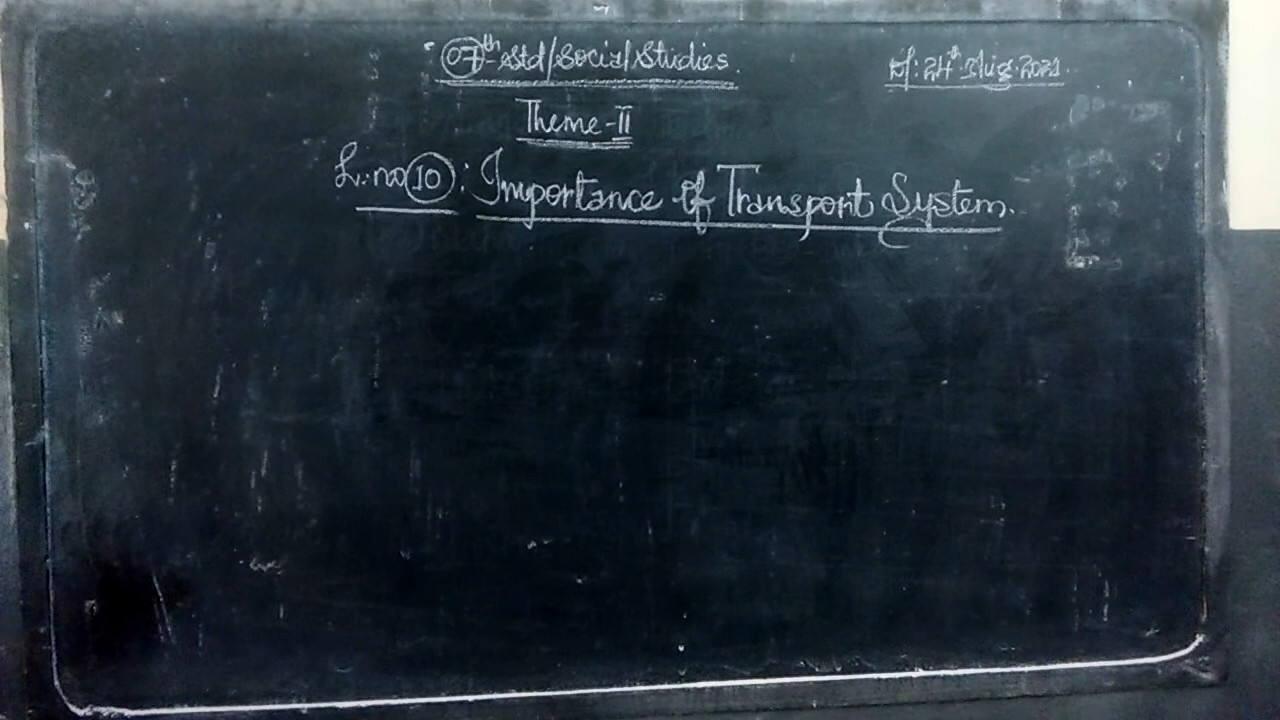 07th Std/Social Studies.
Dt: 24th Aug. 2021.
Theme-II
L.no 10 : Importance of Transport System.